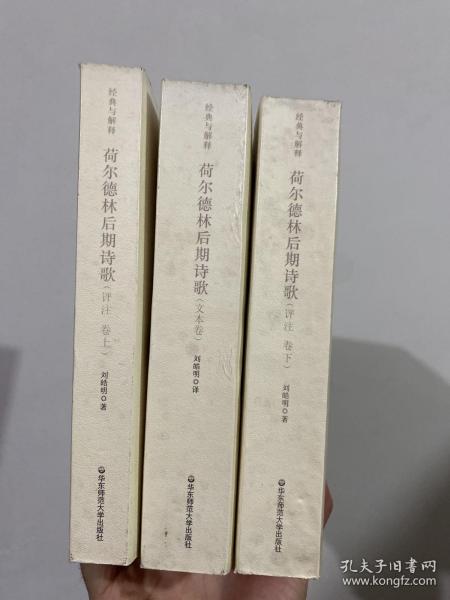 经典与解释
荷尔德林后期诗歌(评注 卷上)
刘皓明◎著
华东师范大学出版社
经典与解释
荷尔德林后期诗歌(文本卷)
刘皓明◎译
华东师范大学出版社
经典与解释
荷尔德林后期诗歌(评注 卷下)
刘皓明◎著
华东师范大学出版社
孔夫子旧书网
www.kongfz.com